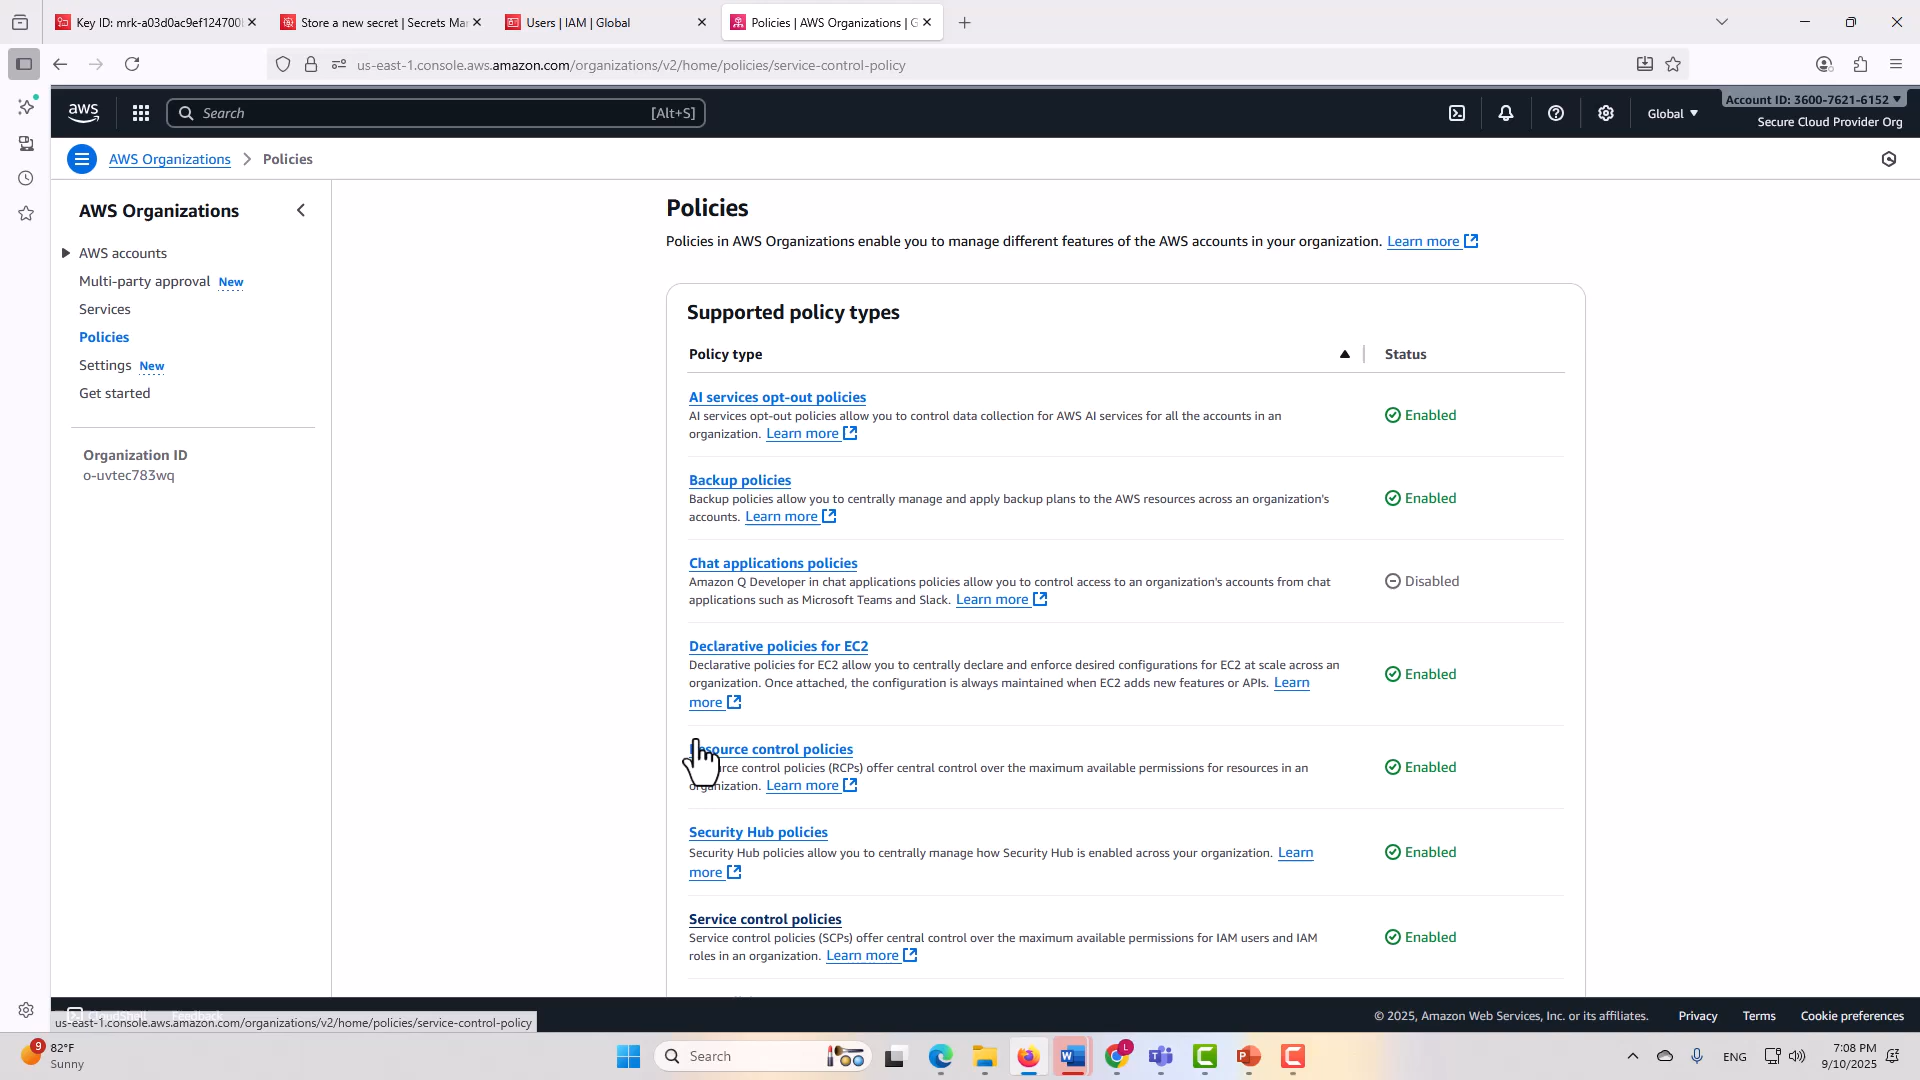 Key ID: mrk-a03d0ac9ef124700
Store a new secret | Secrets Ma
Users | IAM | Global
Policies | AWS Organizations | G
us-east-1.console.aws.amazon.com/organizations/v2/home/policies/service-control-policy
aws
Search [Alt+S]
Global
Account ID: 3600-7621-6152
Secure Cloud Provider Org
AWS Organizations > Policies
AWS Organizations
AWS accounts
Multi-party approval New
Services
Policies
Settings New
Get started
Organization ID
o-uvtec783wq
Policies
Policies in AWS Organizations enable you to manage different features of the AWS accounts in your organization. Learn more
Supported policy types
Policy type Status
AI services opt-out policies
AI services opt-out policies allow you to control data collection for AWS AI services for all the accounts in an
organization. Learn more
Enabled
Backup policies
Backup policies allow you to centrally manage and apply backup plans to the AWS resources across an organization's
accounts. Learn more
Enabled
Chat applications policies
Amazon Q Developer in chat applications policies allow you to control access to an organization's accounts from chat
applications such as Microsoft Teams and Slack. Learn more
Disabled
Declarative policies for EC2
Declarative policies for EC2 allow you to centrally declare and enforce desired configurations for EC2 at scale across an
organization. Once attached, the configuration is always maintained when EC2 adds new features or APIs. Learn
more
Enabled
Resource control policies
control policies (RCPs) offer central control over the maximum available permissions for resources in an
organization. Learn more
Enabled
Security Hub policies
Security Hub policies allow you to centrally manage how Security Hub is enabled across your organization. Learn
more
Enabled
Service control policies
Service control policies (SCPs) offer central control over the maximum available permissions for IAM users and IAM
roles in an organization. Learn more
Enabled
CloudShell Feedback
us-east-1.console.aws.amazon.com/organizations/v2/home/policies/service-control-policy
© 2025, Amazon Web Services, Inc. or its affiliates. Privacy Terms Cookie preferences
9
82°F
Sunny
Search
L
ENG
7:08 PM
9/10/2025